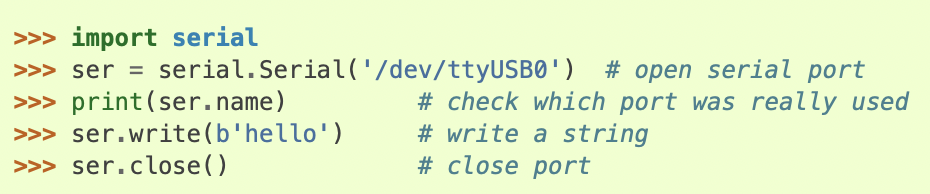 >>> import serial
>>> ser = serial.Serial('/dev/ttyUSB0')  # open serial port
>>> print(ser.name)         # check which port was really used
>>> ser.write(b'hello')     # write a string
>>> ser.close()             # close port